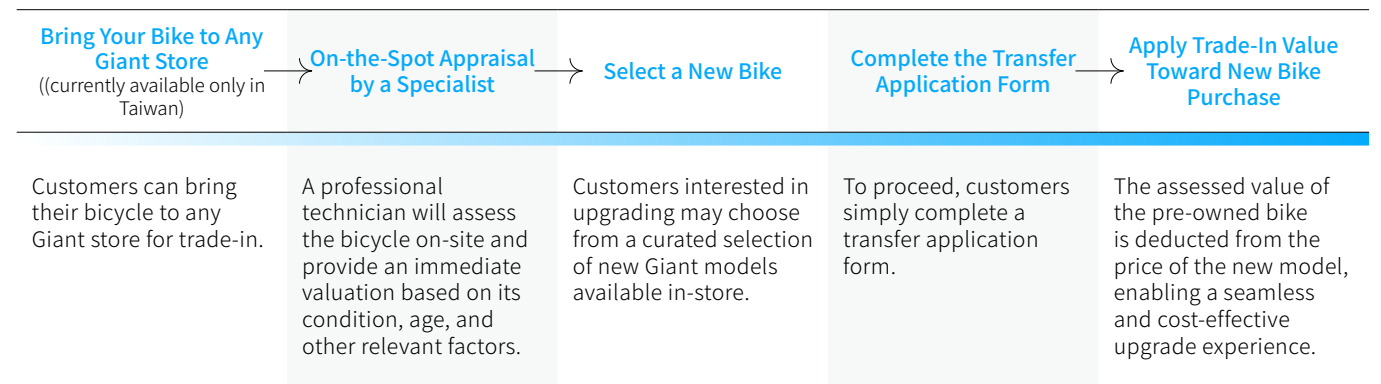 Bring Your Bike to Any
Giant Store
((currently available only in
Taiwan)
On-the-Spot Appraisal
by a Specialist
Select a New Bike
Complete the Transfer
Application Form
Apply Trade-In Value
Toward New Bike
Purchase
Customers can bring
their bicycle to any
Giant store for trade-in.
A professional
technician will assess
the bicycle on-site and
provide an immediate
valuation based on its
condition, age, and
other relevant factors.
Customers interested in
upgrading may choose
from a curated selection
of new Giant models
available in-store.
To proceed, customers
simply complete a
transfer application
form.
The assessed value of
the pre-owned bike
is deducted from the
price of the new model,
enabling a seamless
and cost-effective
upgrade experience.